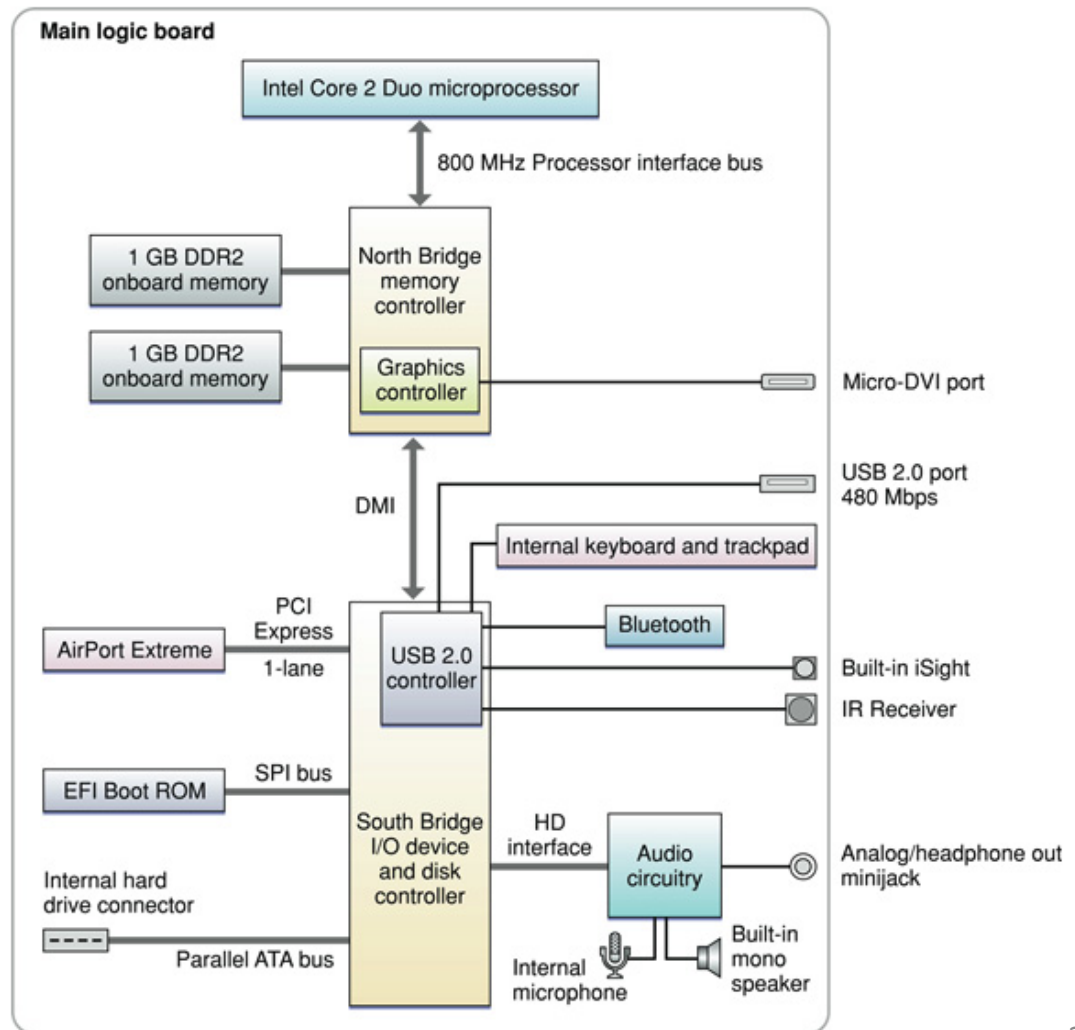 Main logic board
Intel Core 2 Duo microprocessor
800 MHz Processor interface bus
1 GB DDR2
onboard memory
North Bridge
memory
controller
1 GB DDR2
onboard memory
Graphics
controller
Micro-DVI port
DMI
USB 2.0 port
480 Mbps
Internal keyboard and trackpad
PCI
Express
1-lane
AirPort Extreme
USB 2.0
controller
Bluetooth
Built-in iSight
IR Receiver
SPI bus
EFI Boot ROM
South Bridge
I/O device
and disk
controller
HD
interface
Audio
circuitry
Analog/headphone out
minijack
Internal hard
drive connector
Parallel ATA bus
Internal
microphone
Built-in
mono
speaker